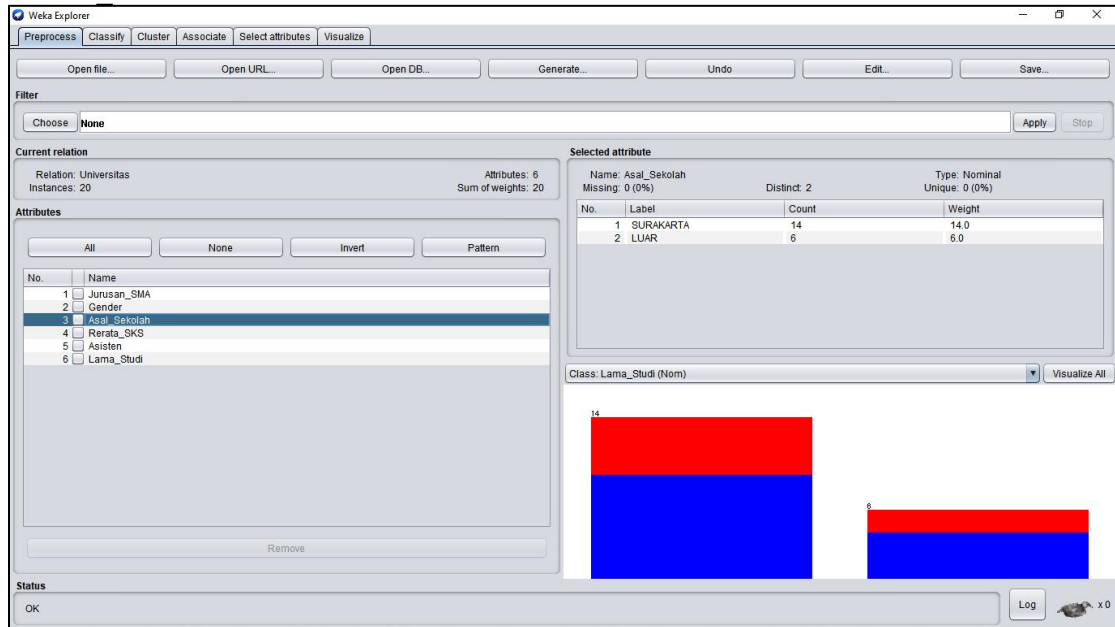 Weka Explorer
Preprocess Classify Cluster Associate Select attributes Visualize
Open file... Open URL... Open DB... Generate... Undo Edit... Save...
Filter
Choose None Apply Stop
Current relation
Relation: Universitas Attributes: 6
Instances: 20 Sum of weights: 20
Attributes
All None Invert Pattern
No. Name
1 Jurusan_SMA
2 Gender
3 Asal_Sekolah
4 Rerata_SKS
5 Asisten
6 Lama_Studi
Remove
Selected attribute
Name: Asal_Sekolah Type: Nominal
Missing: 0 (0%) Distinct: 2 Unique: 0 (0%)
No. Label Count Weight
1 SURAKARTA 14 14.0
2 LUAR 6 6.0
Class: Lama_Studi (Nom) Visualize All
14
6
Status
OK Log x 0